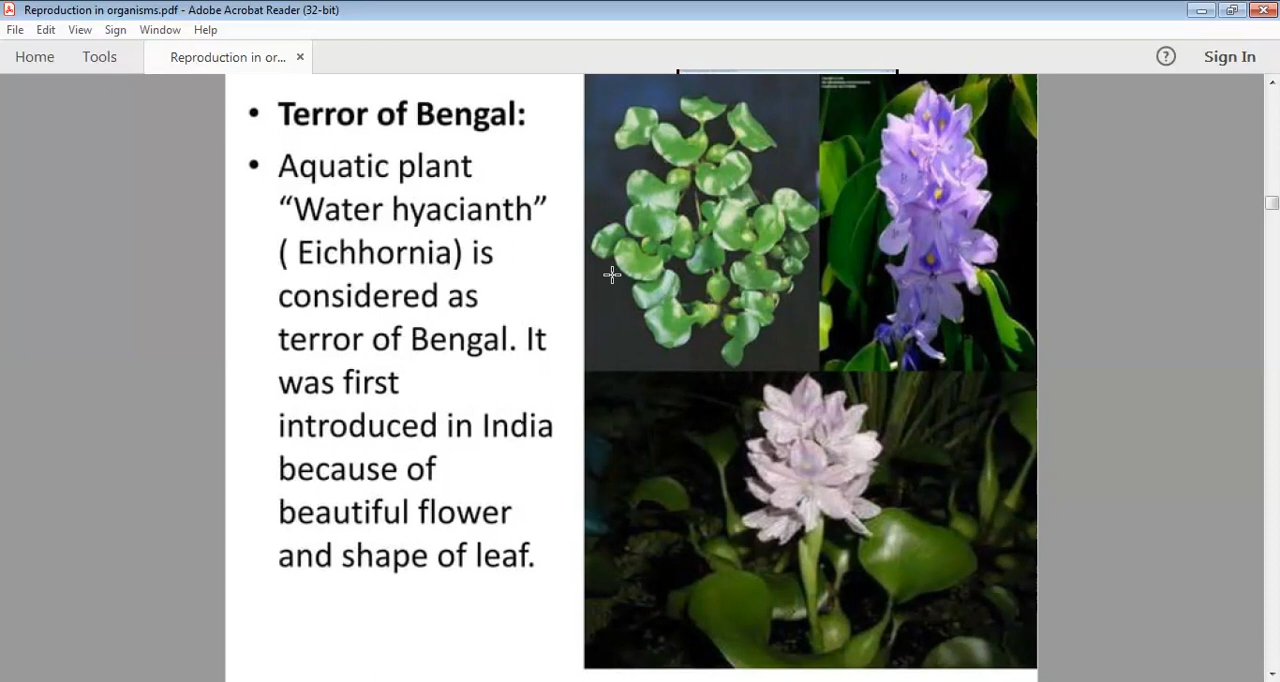 Reproduction in organisms.pdf - Adobe Acrobat Reader (32-bit)
File Edit View Sign Window Help
Home Tools Reproduction in or... × ? Sign In
• Terror of Bengal:
• Aquatic plant
“Water hyacianth”
( Eichhornia) is
considered as
terror of Bengal. It
was first
introduced in India
because of
beautiful flower
and shape of leaf.